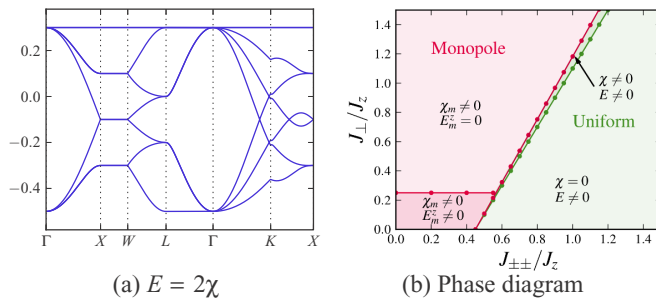 0.2
0.0
−0.2
−0.4
Γ X W L Γ K X
(a) E = 2χ
J⊥/Jz
1.4
1.2
1.0
0.8
0.6
0.4
0.2
0.0
Monopole
χm ≠ 0
E^z_m = 0
χ ≠ 0
E ≠ 0
Uniform
χ = 0
E ≠ 0
χm ≠ 0
E^z_m ≠ 0
0.0 0.2 0.4 0.6 0.8 1.0 1.2 1.4
J±±/Jz
(b) Phase diagram